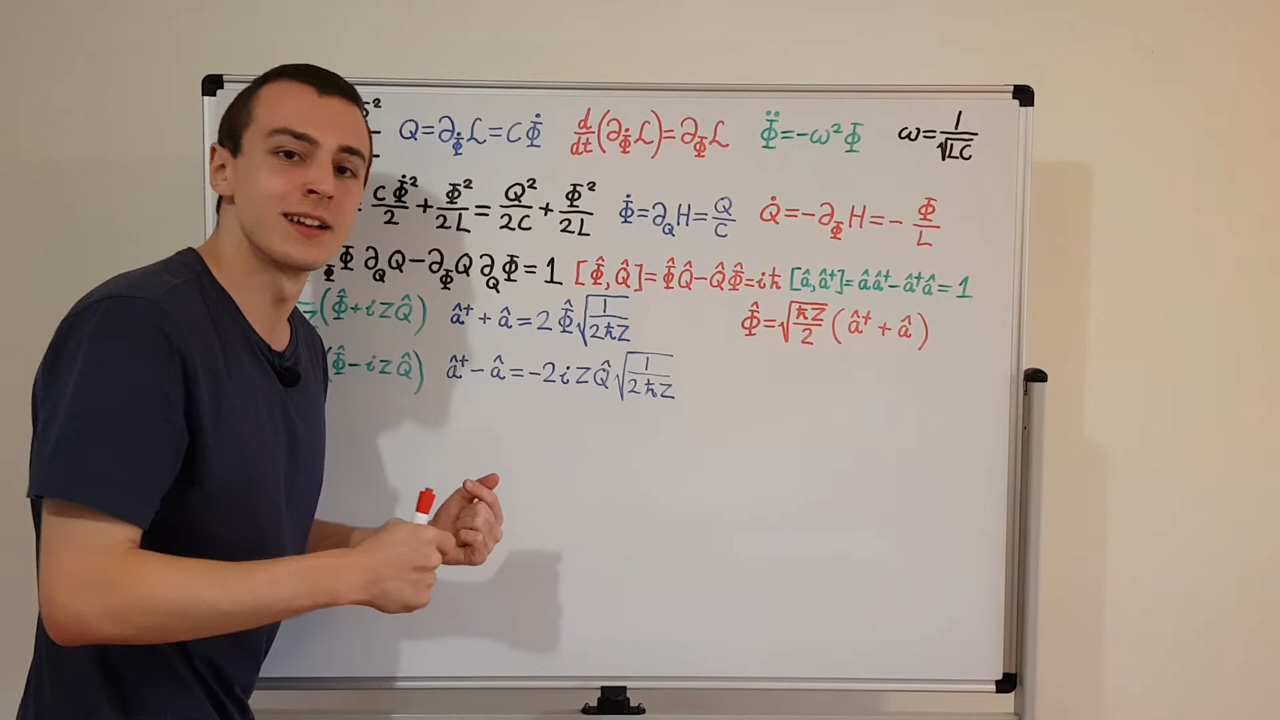 Q=∂_Φ̇ ℒ=CΦ̇ d/dt(∂_Φ̇ ℒ)=∂_Φ ℒ Φ̈=-ω²Φ ω=1/√LC
CΦ̇²/2+Φ²/2L=Q²/2C+Φ²/2L Φ̇=∂_Q H=Q/C Q̇=-∂_Φ H=-Φ/L
Φ ∂_Q Q-∂_Φ Q ∂_Q Φ=1 [Φ̂,Q̂]=Φ̂Q̂-Q̂Φ̂=iħ [â,â†]=ââ†-â†â=1
(Φ̂+iZQ̂) â†+â=2Φ̂√(1/2ħZ) Φ̂=√(ħZ/2)(â†+â)
(Φ̂-iZQ̂) â†-â=-2iZQ̂√(1/2ħZ)